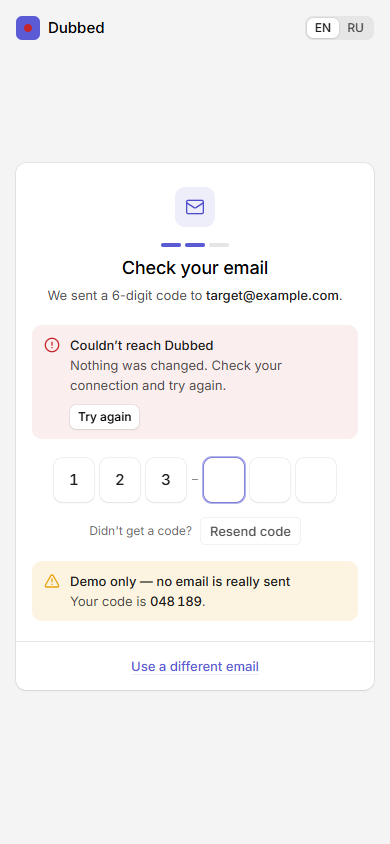 Dubbed
EN RU
Check your email
We sent a 6-digit code to target@example.com.
Couldn’t reach Dubbed
Nothing was changed. Check your
connection and try again.
Try again
1 2 3 –
Didn't get a code? Resend code
Demo only — no email is really sent
Your code is 048 189.
Use a different email